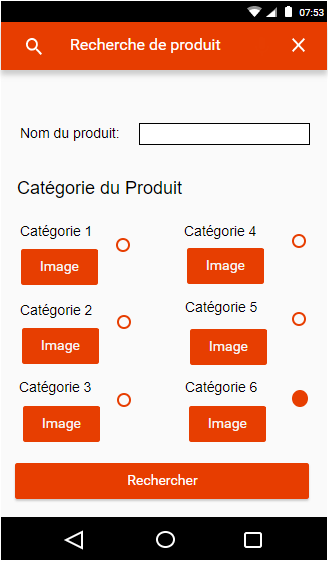 07:53
Recherche de produit
Nom du produit:
Catégorie du Produit
Catégorie 1
Image
Catégorie 4
Image
Catégorie 2
Image
Catégorie 5
Image
Catégorie 3
Image
Catégorie 6
Image
Rechercher